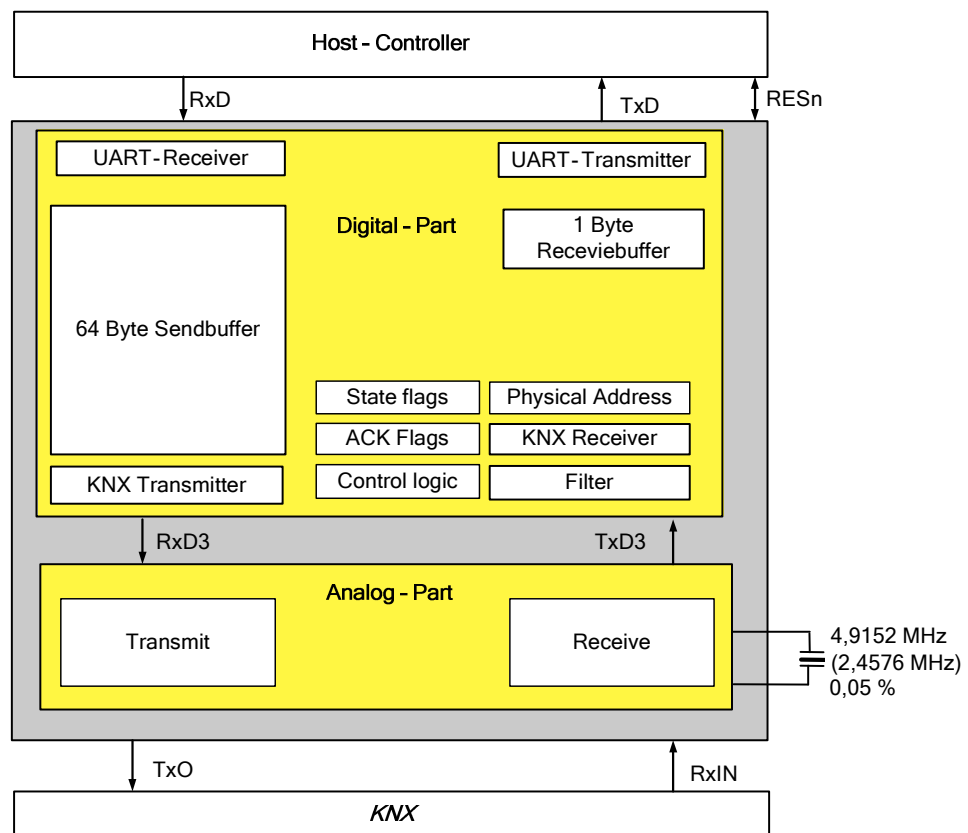 Host - Controller
RxD
TxD
RESn
UART-Receiver
UART-Transmitter
Digital - Part
1 Byte
Receviebuffer
64 Byte Sendbuffer
State flags
Physical Address
ACK Flags
KNX Receiver
KNX Transmitter
Control logic
Filter
RxD3
TxD3
Analog - Part
Transmit
Receive
4,9152 MHz
(2,4576 MHz)
0,05 %
TxO
RxIN
KNX